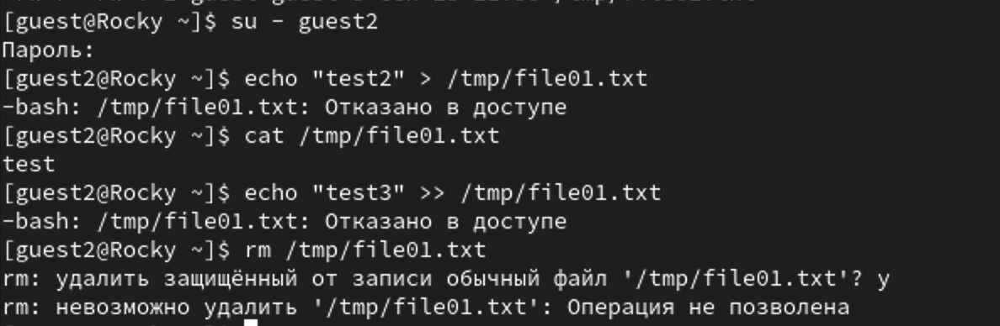 [guest@Rocky ~]$ su - guest2
Пароль:
[guest2@Rocky ~]$ echo "test2" > /tmp/file01.txt
-bash: /tmp/file01.txt: Отказано в доступе
[guest2@Rocky ~]$ cat /tmp/file01.txt
test
[guest2@Rocky ~]$ echo "test3" >> /tmp/file01.txt
-bash: /tmp/file01.txt: Отказано в доступе
[guest2@Rocky ~]$ rm /tmp/file01.txt
rm: удалить защищённый от записи обычный файл '/tmp/file01.txt'? y
rm: невозможно удалить '/tmp/file01.txt': Операция не позволена